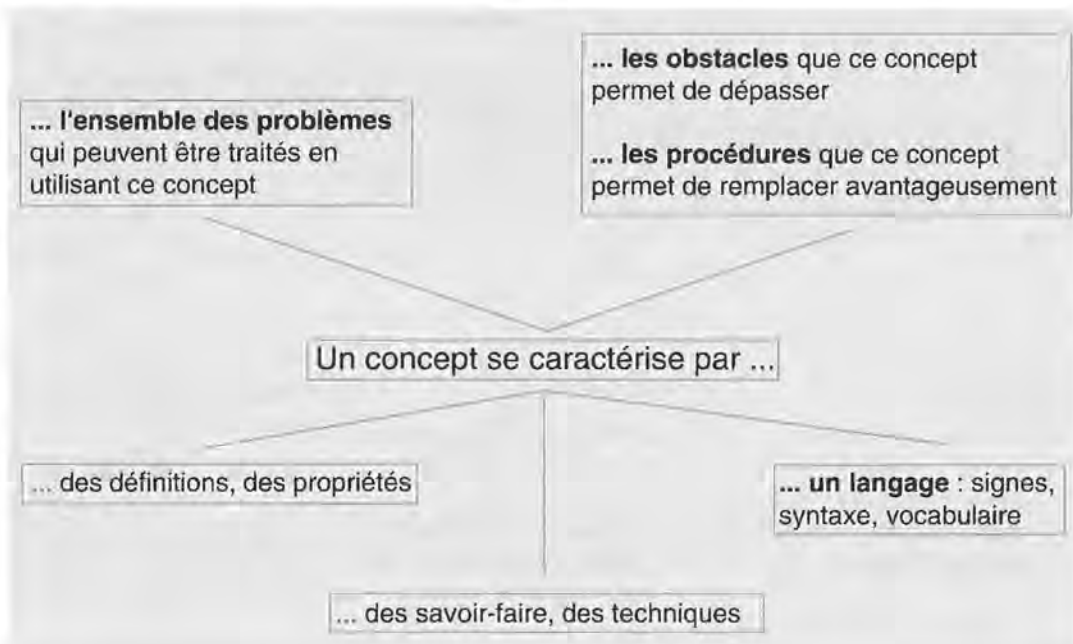 ... l'ensemble des problèmes
qui peuvent être traités en
utilisant ce concept
... les obstacles que ce concept
permet de dépasser
... les procédures que ce concept
permet de remplacer avantageusement
Un concept se caractérise par ...
... des définitions, des propriétés
... un langage : signes,
syntaxe, vocabulaire
... des savoir-faire, des techniques